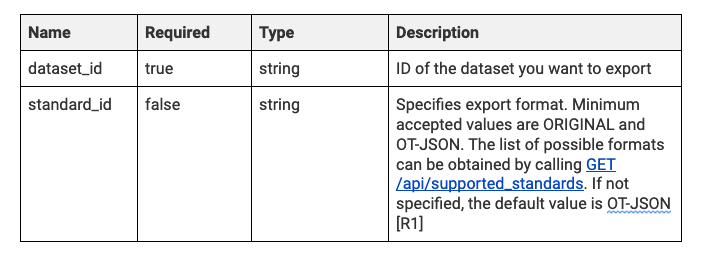 Name Required Type Description
dataset_id true string ID of the dataset you want to export
standard_id false string Specifies export format. Minimum
accepted values are ORIGINAL and
OT-JSON. The list of possible formats
can be obtained by calling GET
/api/supported_standards. If not
specified, the default value is OT-JSON
[R1]